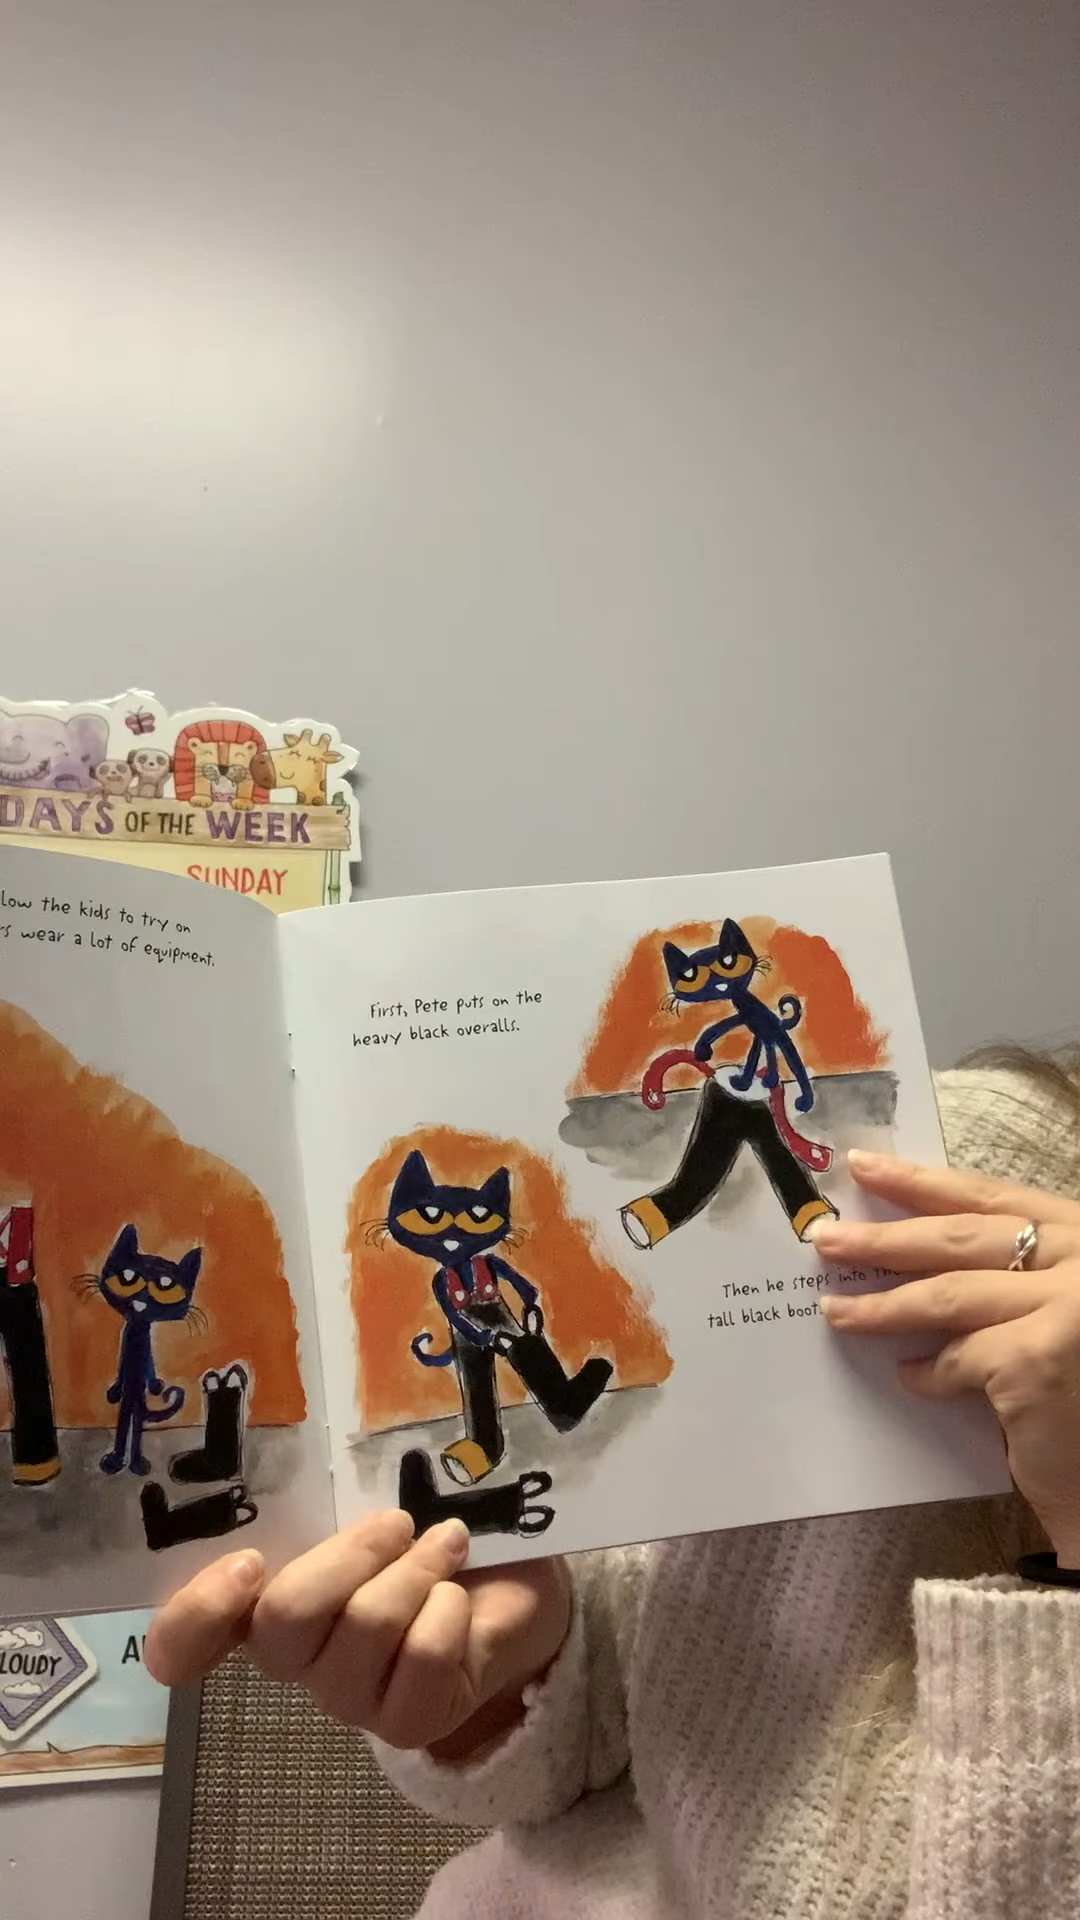 DAYS OF THE WEEK
SUNDAY
low the kids to try on
wear a lot of equipment.
First, Pete puts on the
heavy black overalls.
Then he steps into
tall black
LOUDY